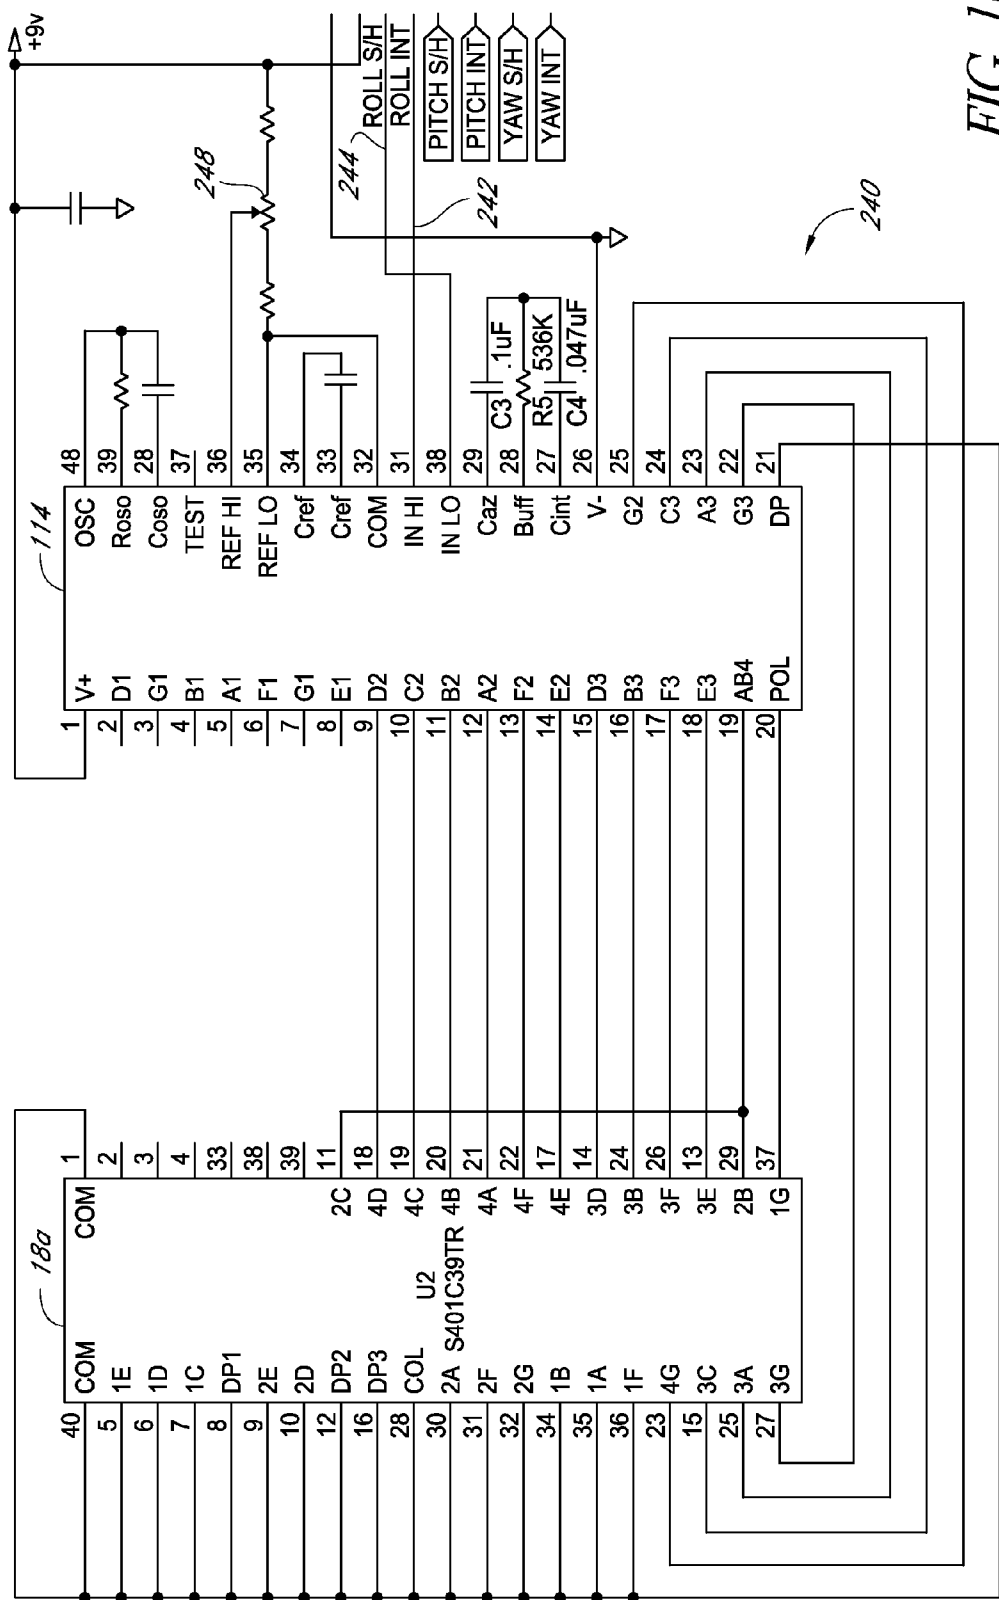 +9v
ROLL S/H
ROLL INT
PITCH S/H
PITCH INT
YAW S/H
YAW INT
244
242
248
240
114
18a
48 OSC
39 Roso
28 Coso
37 TEST
36 REF HI
35 REF LO
34 Cref
33 Cref
32 COM
31 IN HI
38 IN LO
29 Caz
28 Buff
27 Cint
26 V-
25 G2
24 C3
23 A3
22 G3
21 DP
C3 .1uF
R5 536K
C4 .047uF
1 V+
2 D1
3 G1
4 B1
5 A1
6 F1
7 G1
8 E1
9 D2
10 C2
11 B2
12 A2
13 F2
14 E2
15 D3
16 B3
17 F3
18 E3
19 AB4
20 POL
1 COM
2
3
4
33
38
39
11 2C
18 4D
19 4C
20 4B
21 4A
22 4F
17 4E
14 3D
24 3B
26 3F
13 3E
29 2B
37 1G
U2
S401C39TR
40 COM
5 1E
6 1D
7 1C
8 DP1
9 2E
10 2D
12 DP2
16 DP3
28 COL
30 2A
31 2F
32 2G
34 1B
35 1A
36 1F
23 4G
15 3C
25 3A
27 3G
FIG.